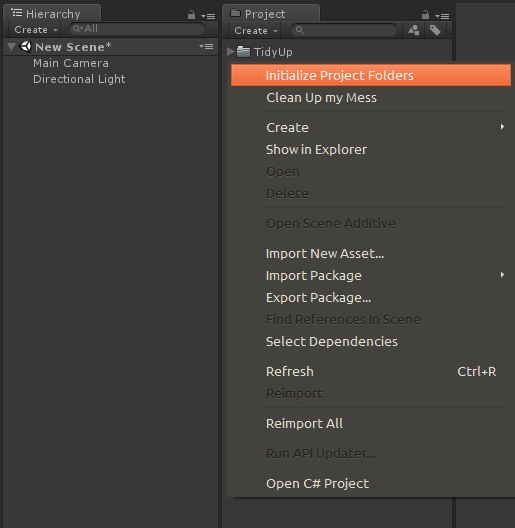 Hierarchy
Create
All
New Scene*
Main Camera
Directional Light
Project
Create
TidyUp
Initialize Project Folders
Clean Up my Mess
Create
Show in Explorer
Open
Delete
Open Scene Additive
Import New Asset...
Import Package
Export Package...
Find References In Scene
Select Dependencies
Refresh Ctrl+R
Reimport
Reimport All
Run API Updater...
Open C# Project